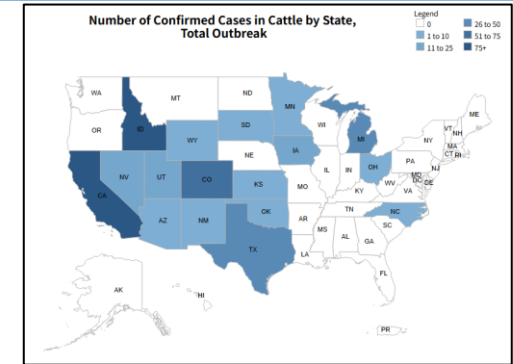 Number of Confirmed Cases in Cattle by State,
Total Outbreak
Legend
0
1 to 10
11 to 25
26 to 50
51 to 75
75+
WA
MT
ND
MN
ME
OR
ID
WY
SD
WI
MI
NY
VT
NH
MA
CT
RI
NV
UT
CO
NE
IA
IL
IN
OH
PA
NJ
MD
DC
DE
CA
KS
MO
KY
WV
VA
AZ
NM
OK
AR
TN
NC
SC
TX
LA
MS
AL
GA
FL
AK
HI
PR